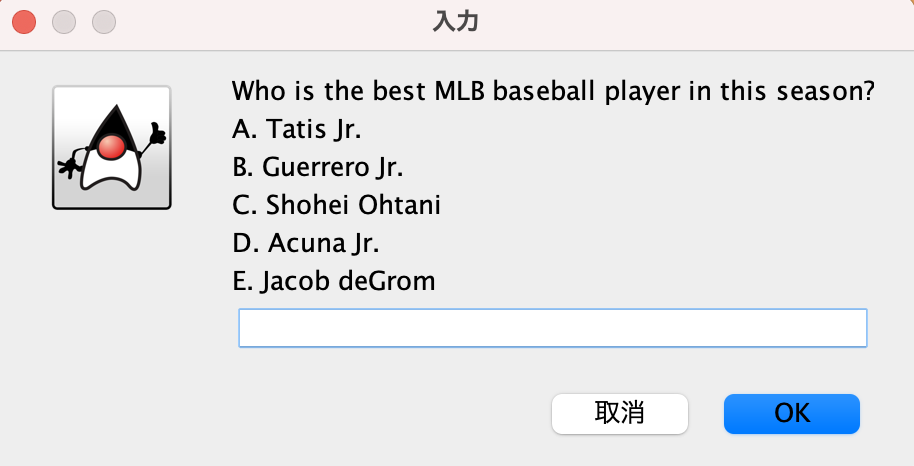 入力
Who is the best MLB baseball player in this season?
A. Tatis Jr.
B. Guerrero Jr.
C. Shohei Ohtani
D. Acuna Jr.
E. Jacob deGrom
取消
OK